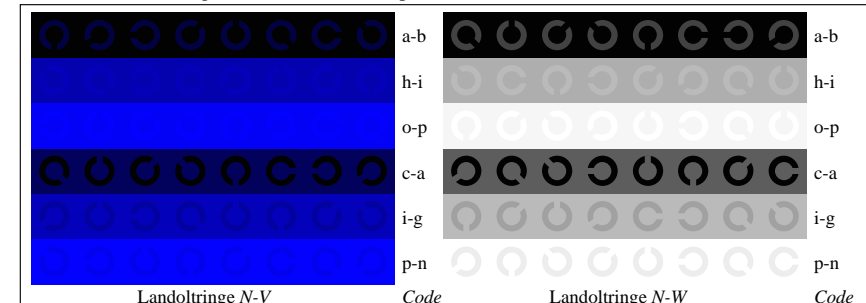 a-b a-b
h-i h-i
o-p o-p
c-a c-a
i-g i-g
p-n p-n
Landoltringe N-V Code Landoltringe N-W Code